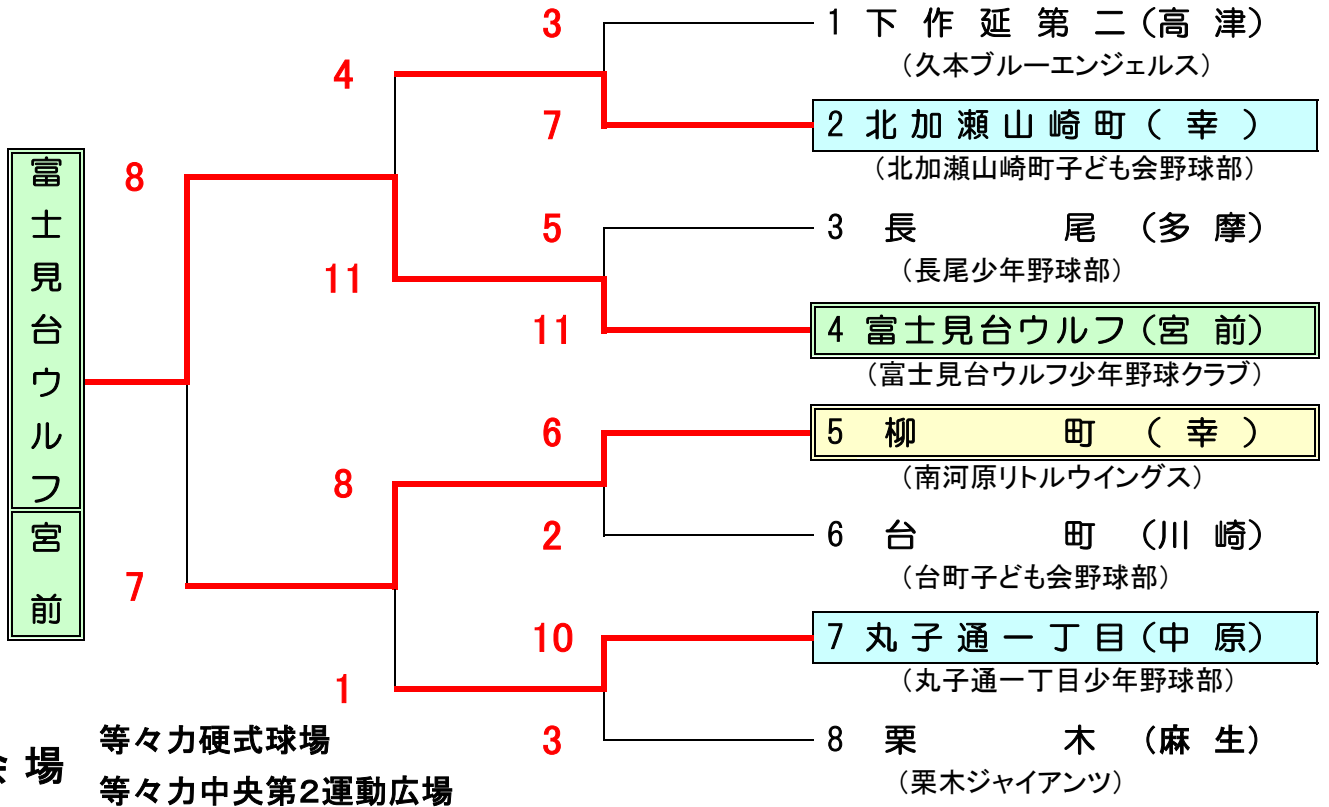 3
1 下作延第二(高津)
(久本ブルーエンジェルス)
4
7
2 北加瀬山崎町(幸)
(北加瀬山崎町子ども会野球部)
8
5
3 長尾(多摩)
(長尾少年野球部)
11
11
4 富士見台ウルフ(宮前)
(富士見台ウルフ少年野球クラブ)
富士見台ウルフ
宮前
6
5 柳町(幸)
(南河原リトルウイングス)
8
2
6 台町(川崎)
(台町子ども会野球部)
7
10
7 丸子通一丁目(中原)
(丸子通一丁目少年野球部)
1
3
8 栗木(麻生)
(栗木ジャイアンツ)
場
等々力硬式球場
等々力中央第2運動広場